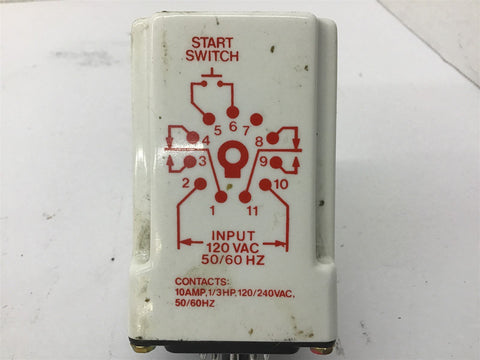 START
SWITCH
5 6 7
4 8
3 9
2 10
1 11
INPUT
120 VAC
50/60 HZ
CONTACTS:
10AMP,1/3HP,120/240VAC,
50/60HZ